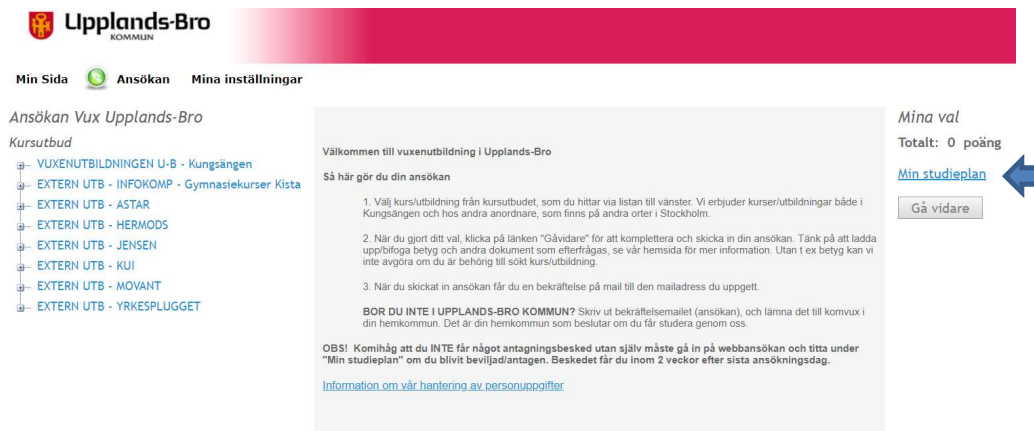 Upplands-Bro
KOMMUN
Min Sida Ansökan Mina inställningar
Ansökan Vux Upplands-Bro
Kursutbud
VUXENUTBILDNINGEN U-B - Kungsängen
EXTERN UTB - INFOKOMP - Gymnasiekurser Kista
EXTERN UTB - ASTAR
EXTERN UTB - HERMODS
EXTERN UTB - JENSEN
EXTERN UTB - KUI
EXTERN UTB - MOVANT
EXTERN UTB - YRKESPLUGGET
Välkommen till vuxenutbildning i Upplands-Bro
Så här gör du din ansökan
1. Välj kurs/utbildning från kursutbudet, som du hittar via listan till vänster. Vi erbjuder kurser/utbildningar både i
Kungsängen och hos andra anordnare, som finns på andra orter i Stockholm.
2. När du gjort ditt val, klicka på länken "Gåvidare" för att komplettera och skicka in din ansökan. Tänk på att ladda
upp/bifoga betyg och andra dokument som efterfrågas, se vår hemsida för mer information. Utan t ex betyg kan vi
inte avgöra om du är behörig till sökt kurs/utbildning.
3. När du skickat in ansökan får du en bekräftelse på mail till den mailadress du uppgett.
BOR DU INTE I UPPLANDS-BRO KOMMUN? Skriv ut bekräftelsemailet (ansökan), och lämna det till komvux i
din hemkommun. Det är din hemkommun som beslutar om du får studera genom oss.
OBS! Komihåg att du INTE får något antagningsbesked utan själv måste gå in på webbansökan och titta under
"Min studieplan" om du blivit beviljad/antagen. Beskedet får du inom 2 veckor efter sista ansökningsdag.
Information om vår hantering av personuppgifter
Mina val
Totalt: 0 poäng
Min studieplan
Gå vidare